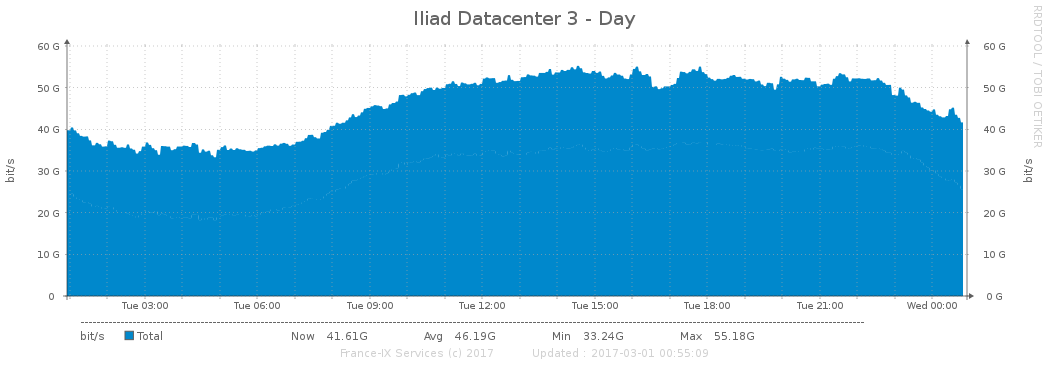 Iliad Datacenter 3 - Day
RRDTOOL / TOBI OETIKER
60 G 60 G
50 G 50 G
40 G 40 G
30 G 30 G
20 G 20 G
10 G 10 G
0 0 G
bit/s bit/s
Tue 03:00 Tue 06:00 Tue 09:00 Tue 12:00 Tue 15:00 Tue 18:00 Tue 21:00 Wed 00:00
bit/s Total Now 41.61G Avg 46.19G Min 33.24G Max 55.18G
France-IX Services (c) 2017 Updated : 2017-03-01 00:55:09